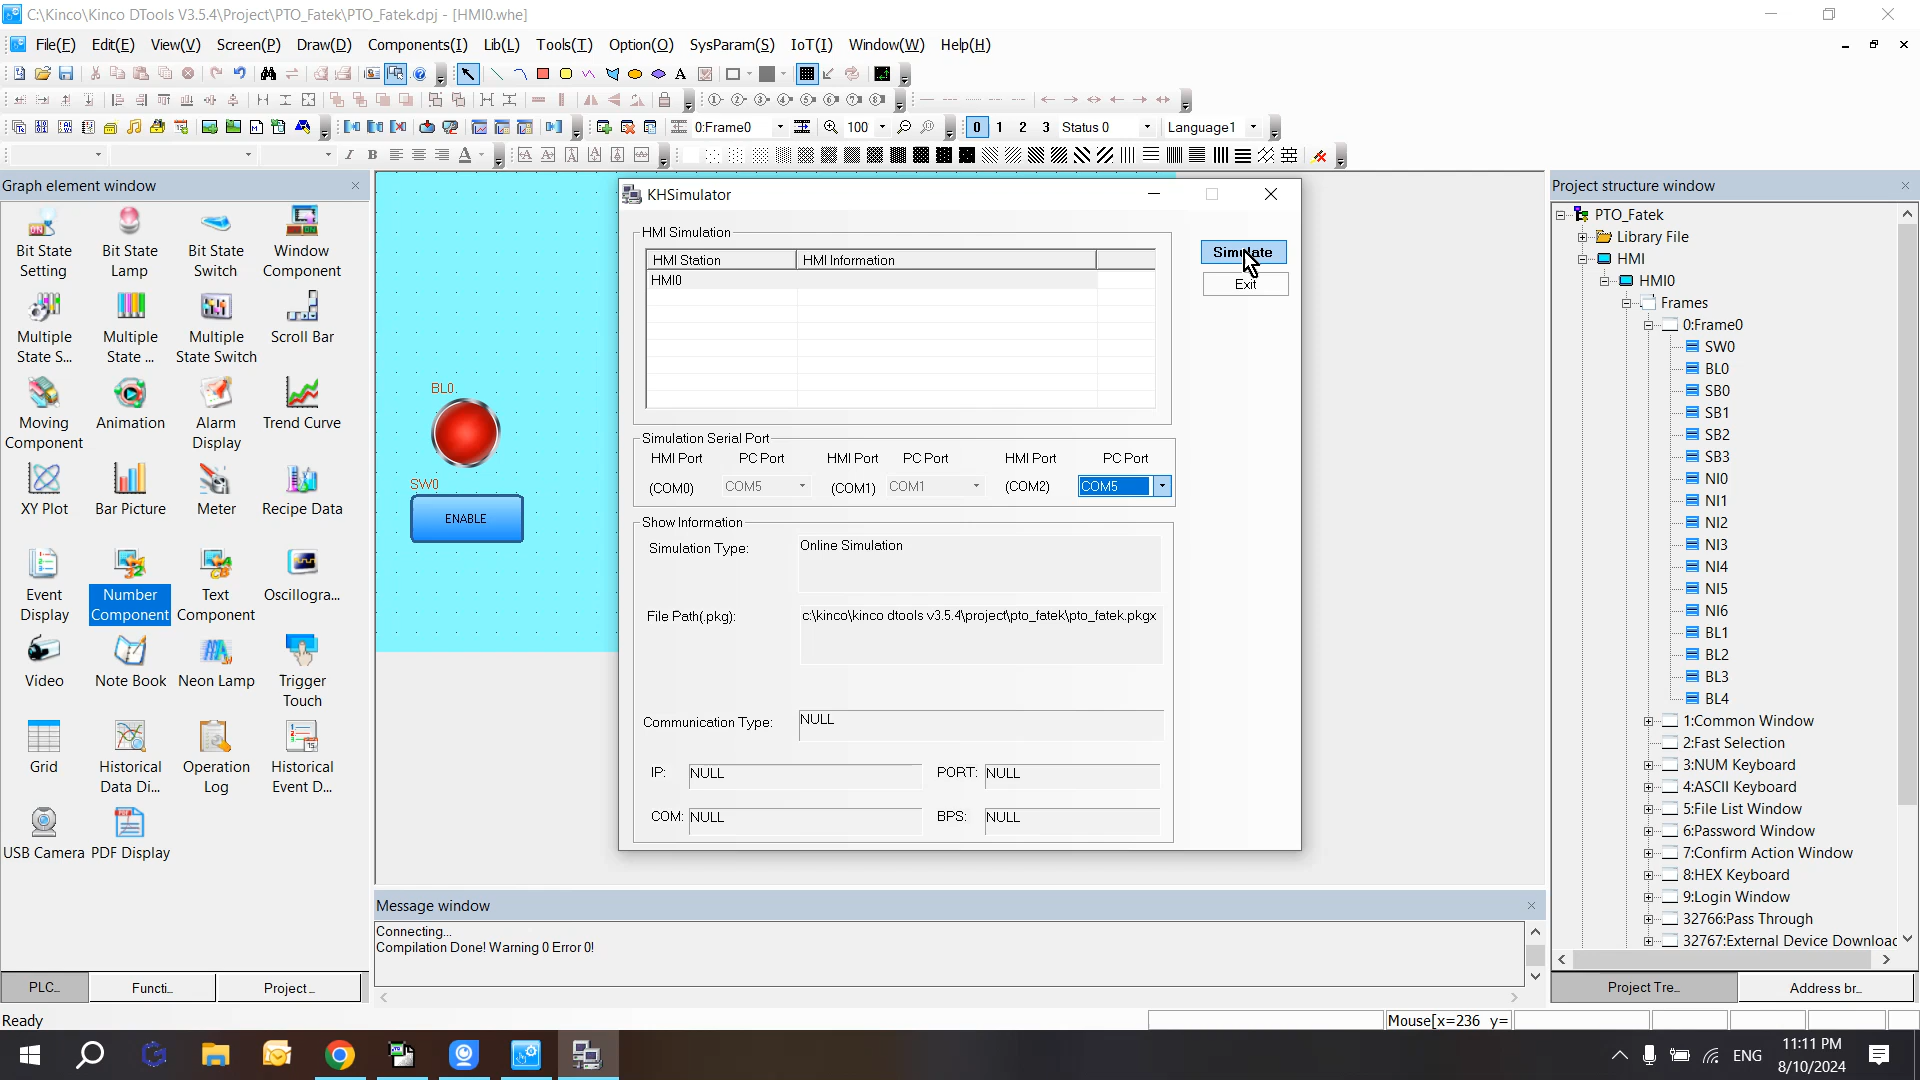 C:\Kinco\Kinco DTools V3.5.4\Project\PTO_Fatek\PTO_Fatek.dpj - [HMI0.whe]
File(F) Edit(E) View(V) Screen(P) Draw(D) Components(I) Lib(L) Tools(T) Option(O) SysParam(S) IoT(I) Window(W) Help(H)
0:Frame0 100 0 1 2 3 Status 0 Language1
Graph element window
Bit State Setting
Bit State Lamp
Bit State Switch
Window Component
Multiple State S...
Multiple State ...
Multiple State Switch
Scroll Bar
Moving Component
Animation
Alarm Display
Trend Curve
XY Plot
Bar Picture
Meter
Recipe Data
Event Display
Number Component
Text Component
Oscillogra...
Video
Note Book
Neon Lamp
Trigger Touch
Grid
Historical Data Di...
Operation Log
Historical Event D...
USB Camera
PDF Display
PLC...
Functi...
Project ...
BL0.
SW0
ENABLE
KHSimulator
HMI Simulation
HMI Station HMI Information
HMI0
Simulate
Exit
Simulation Serial Port
HMI Port PC Port HMI Port PC Port HMI Port PC Port
(COM0) COM5 (COM1) COM1 (COM2) COM5
Show Information
Simulation Type: Online Simulation
File Path(.pkg): c:\kinco\kinco dtools v3.5.4\project\pto_fatek\pto_fatek.pkgx
Communication Type: NULL
IP: NULL PORT: NULL
COM: NULL BPS: NULL
Message window
Connecting...
Compilation Done! Warning 0 Error 0!
Project structure window
PTO_Fatek
Library File
HMI
HMI0
Frames
0:Frame0
SW0
BL0
SB0
SB1
SB2
SB3
NI0
NI1
NI2
NI3
NI4
NI5
NI6
BL1
BL2
BL3
BL4
1:Common Window
2:Fast Selection
3:NUM Keyboard
4:ASCII Keyboard
5:File List Window
6:Password Window
7:Confirm Action Window
8:HEX Keyboard
9:Login Window
32766:Pass Through
32767:External Device Downloac
Project Tre...
Address br...
Ready
Mouse[x=236 y=
ENG
11:11 PM
8/10/2024